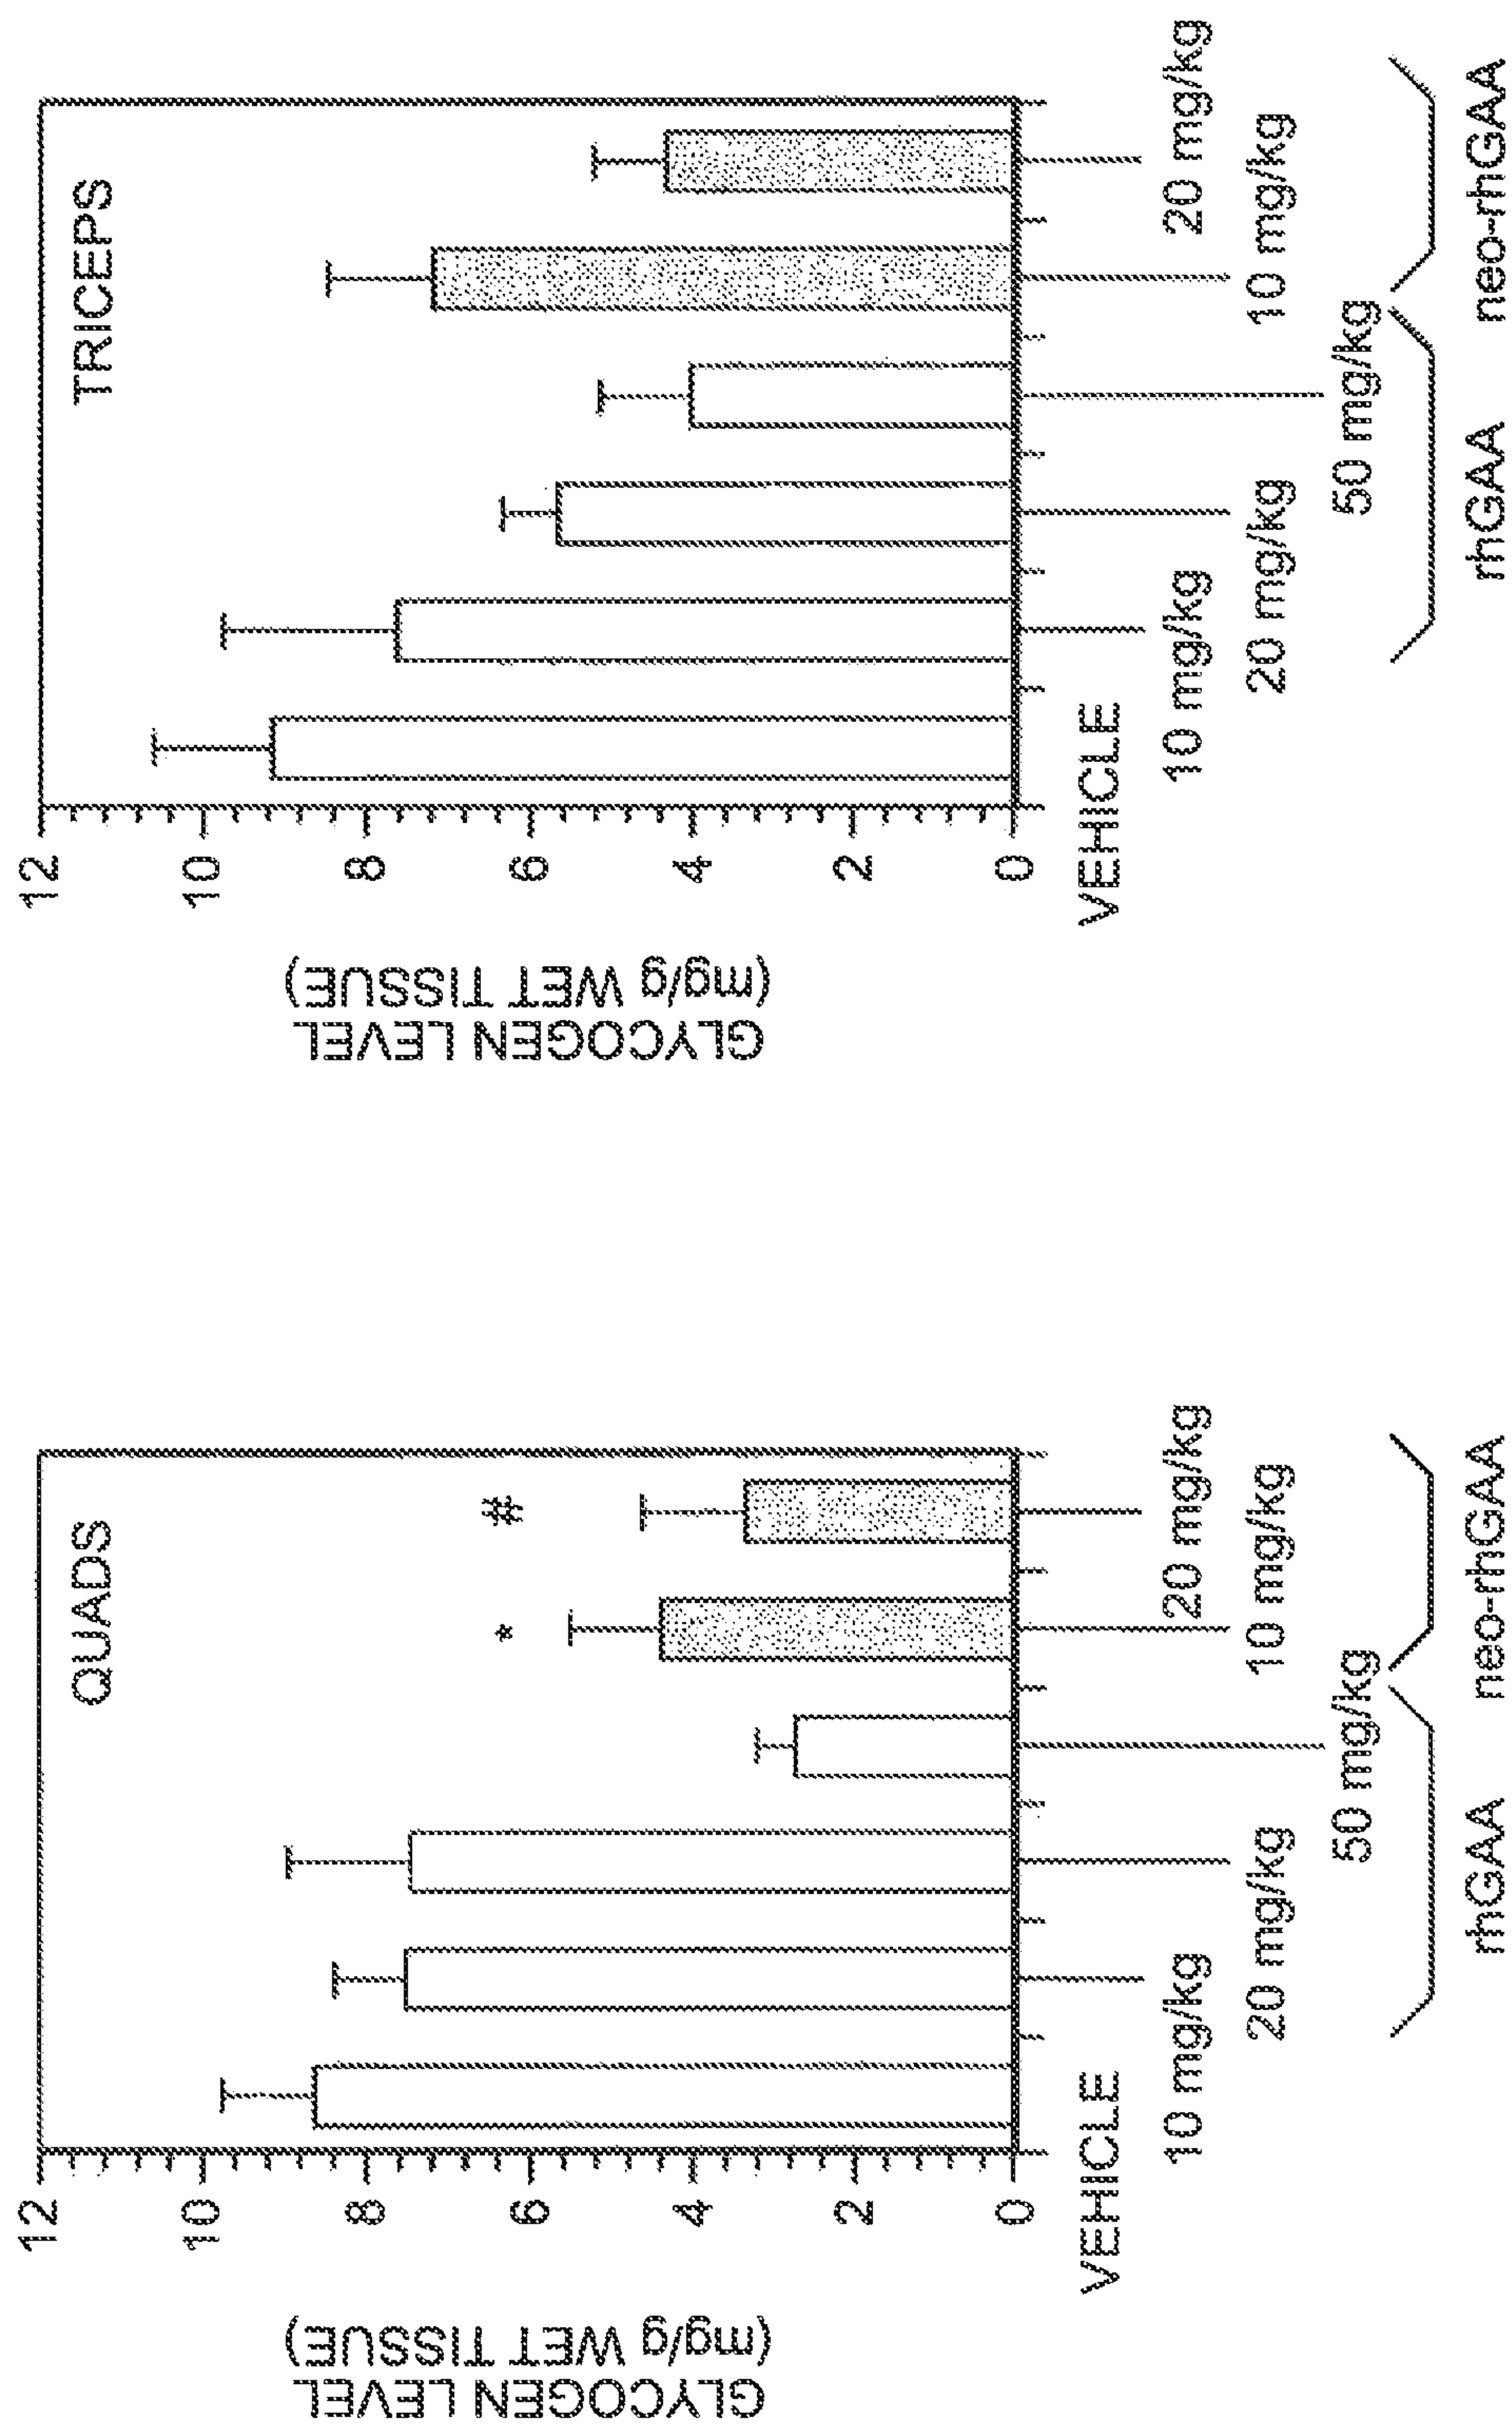 QUADS
GLYCOGEN LEVEL
(mg/g WET TISSUE)
12
10
8
6
4
2
0
*
#
VEHICLE
10 mg/kg
20 mg/kg
20 mg/kg
10 mg/kg
50 mg/kg
rhGAA
neo-rhGAA
TRICEPS
GLYCOGEN LEVEL
(mg/g WET TISSUE)
12
10
8
6
4
2
0
VEHICLE
10 mg/kg
20 mg/kg
20 mg/kg
10 mg/kg
50 mg/kg
rhGAA
neo-rhGAA